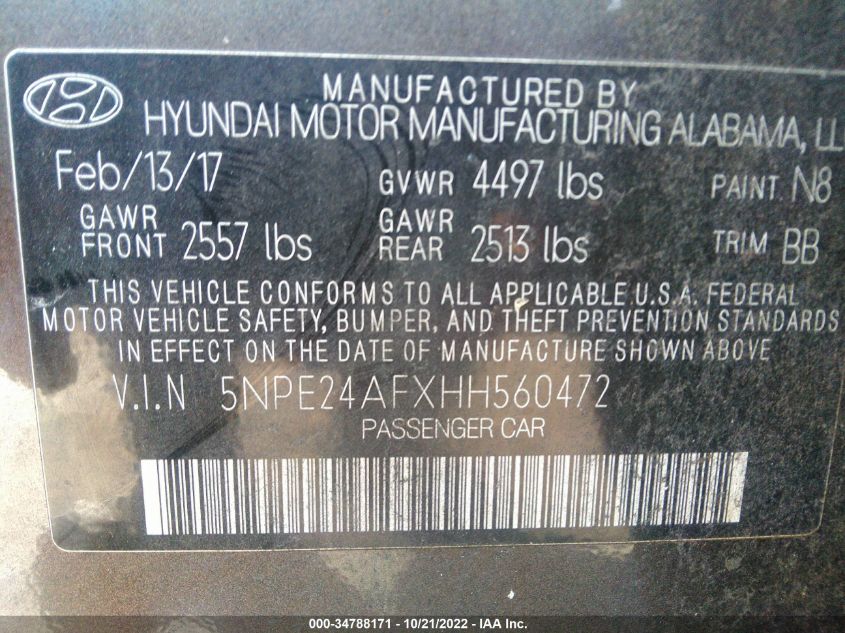 MANUFACTURED BY
HYUNDAI MOTOR MANUFACTURING ALABAMA, LL
Feb/13/17 GVWR 4497 lbs PAINT N8
GAWR FRONT 2557 lbs GAWR REAR 2513 lbs TRIM BB
THIS VEHICLE CONFORMS TO ALL APPLICABLE U.S.A. FEDERAL
MOTOR VEHICLE SAFETY, BUMPER, AND THEFT PREVENTION STANDARDS
IN EFFECT ON THE DATE OF MANUFACTURE SHOWN ABOVE
V.I.N 5NPE24AFXHH560472
PASSENGER CAR
000-34788171 - 10/21/2022 - IAA Inc.